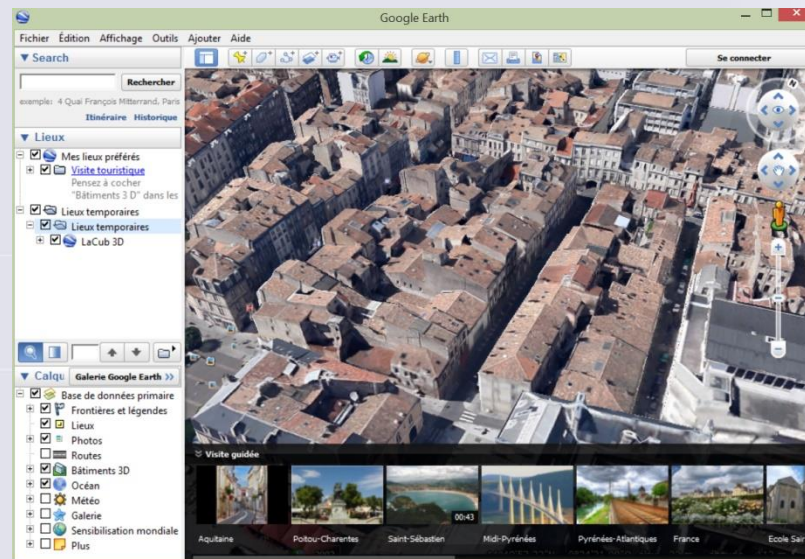 Google Earth
Fichier Édition Affichage Outils Ajouter Aide
Search
Se connecter
Rechercher
exemple: 4 Quai François Mitterrand, Paris
Itinéraire Historique
Lieux
Mes lieux préférés
Visite touristique
Pensez à cocher
"Bâtiments 3 D" dans les
Lieux temporaires
Lieux temporaires
LaCub 3D
N
Calqu Galerie Google Earth >>
Base de données primaire
Frontières et légendes
Lieux
Photos
Routes
Bâtiments 3D
Océan
Météo
Galerie
Sensibilisation mondiale
Plus
Visite guidée
00:43
Aquitaine Poitou-Charentes Saint-Sébastien Midi-Pyrénées Pyrénées-Atlantiques France Ecole Sain